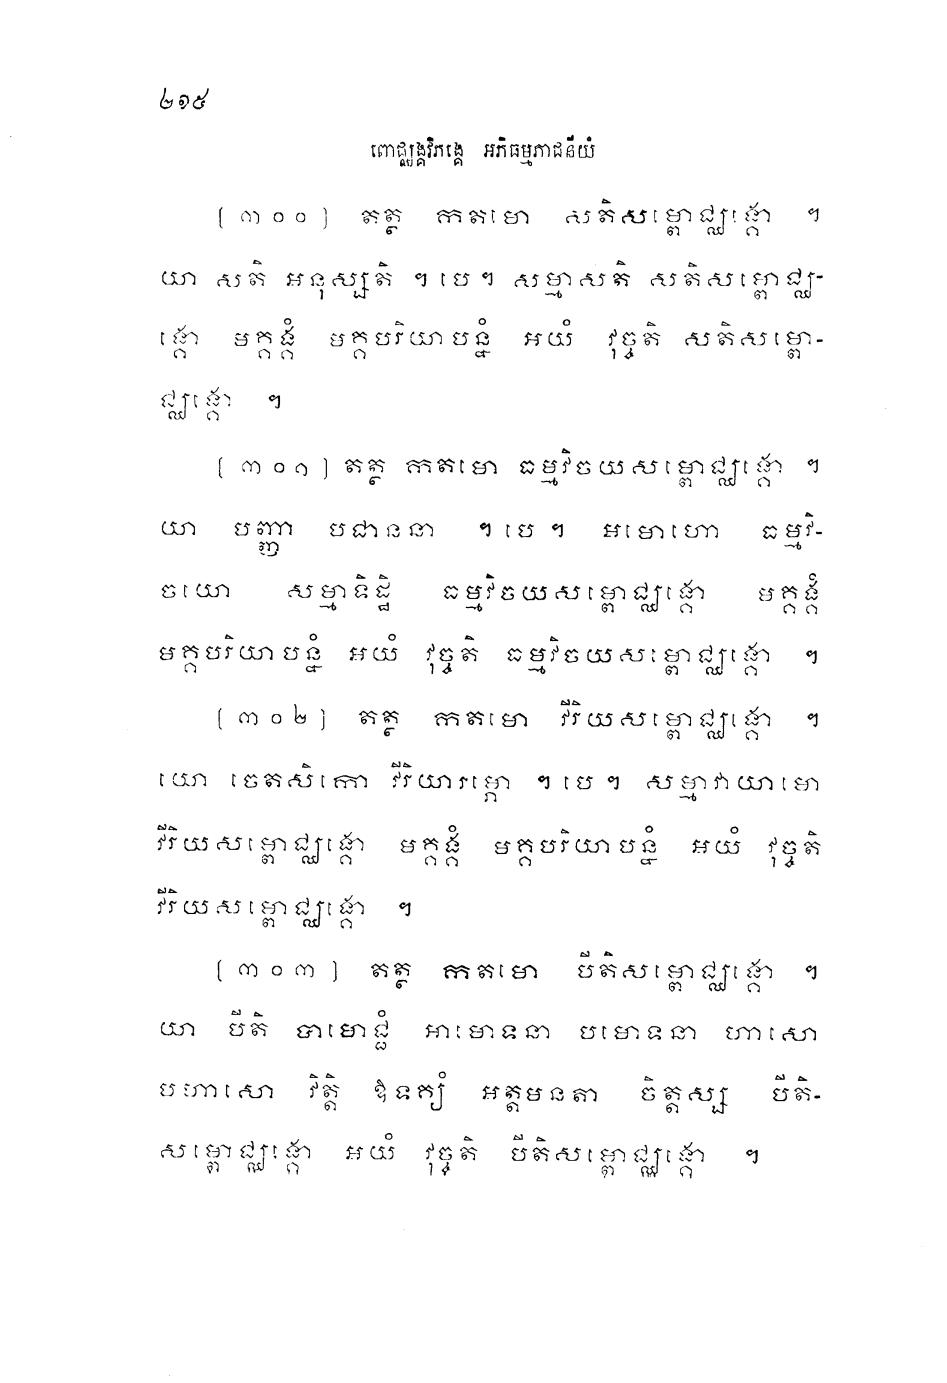 ២១៥
ពោជ្ឈង្គវិភង្គេ អភិធម្មភាជនីយំ
(៣០០) តត្ថ កតមោ សតិសម្ពោជ្ឈង្គោ ។
យា សតិ អនុស្សតិ ។ បេ ។ សម្មាសតិ សតិសម្ពោជ្ឈ-
ង្គោ មគ្គង្គំ មគ្គបរិយាបន្នំ អយំ វុច្ចតិ សតិសម្ពោ-
ជ្ឈង្គោ ។
(៣០១) តត្ថ កតមោ ធម្មវិចយសម្ពោជ្ឈង្គោ ។
យា បញ្ញា បជាននា ។ បេ ។ អមោហោ ធម្មវិ-
ចយោ សម្មាទិដ្ឋិ ធម្មវិចយសម្ពោជ្ឈង្គោ មគ្គង្គំ
មគ្គបរិយាបន្នំ អយំ វុច្ចតិ ធម្មវិចយសម្ពោជ្ឈង្គោ ។
(៣០២) តត្ថ កតមោ វីរិយសម្ពោជ្ឈង្គោ ។
យោ ចេតសិកោ វីរិយារម្ភោ ។ បេ ។ សម្មាវាយាមោ
វីរិយសម្ពោជ្ឈង្គោ មគ្គង្គំ មគ្គបរិយាបន្នំ អយំ វុច្ចតិ
វីរិយសម្ពោជ្ឈង្គោ ។
(៣០៣) តត្ថ កតមោ បីតិសម្ពោជ្ឈង្គោ ។
យា បីតិ បាមោជ្ជំ អាមោទនា បមោទនា ហាសោ
បហាសោ វិត្តិ ឱទគ្យំ អត្តមនតា ចិត្តស្ស បីតិ-
សម្ពោជ្ឈង្គោ អយំ វុច្ចតិ បីតិសម្ពោជ្ឈង្គោ ។